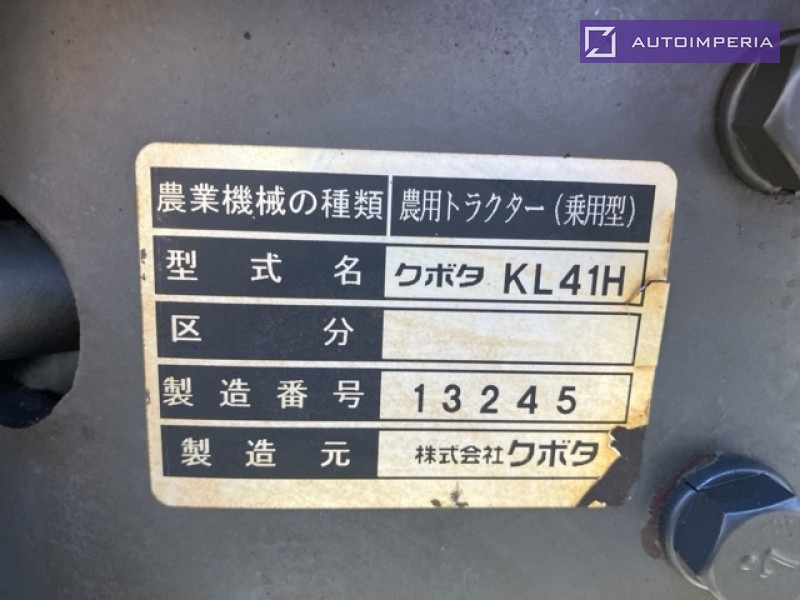 AUTOIMPERIA
農業機械の種類 農用トラクター(乗用型)
型式名 クボタ KL41H
区分
製造番号 13245
製造元 株式会社クボタ